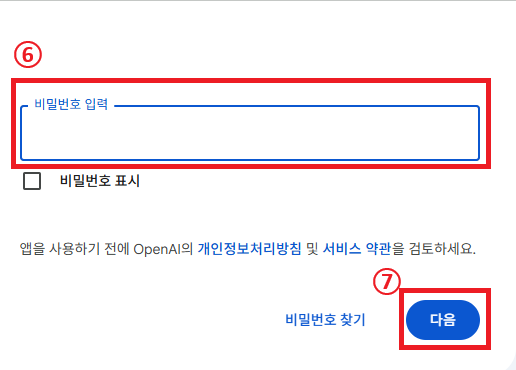 ⑥
비밀번호 입력
비밀번호 표시
앱을 사용하기 전에 OpenAI의 개인정보처리방침 및 서비스 약관을 검토하세요.
⑦
비밀번호 찾기 다음